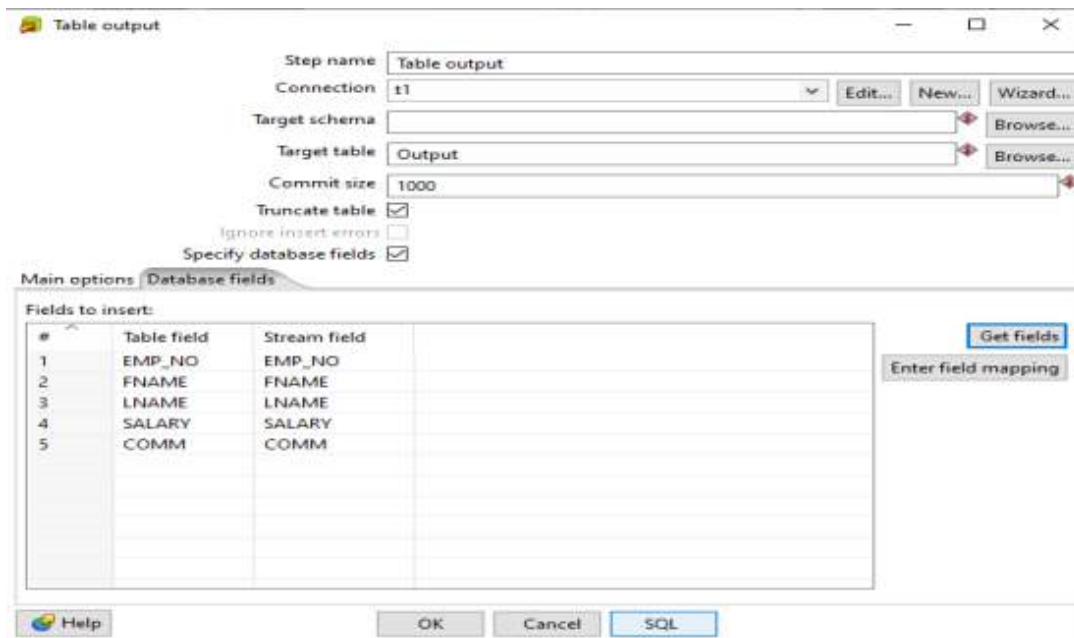 Table output
Step name Table output
Connection t1 Edit... New... Wizard...
Target schema Browse...
Target table Output Browse...
Commit size 1000
Truncate table
Ignore insert errors
Specify database fields
Main options Database fields
Fields to insert:
# Table field Stream field
1 EMP_NO EMP_NO
2 FNAME FNAME
3 LNAME LNAME
4 SALARY SALARY
5 COMM COMM
Get fields
Enter field mapping
Help OK Cancel SQL